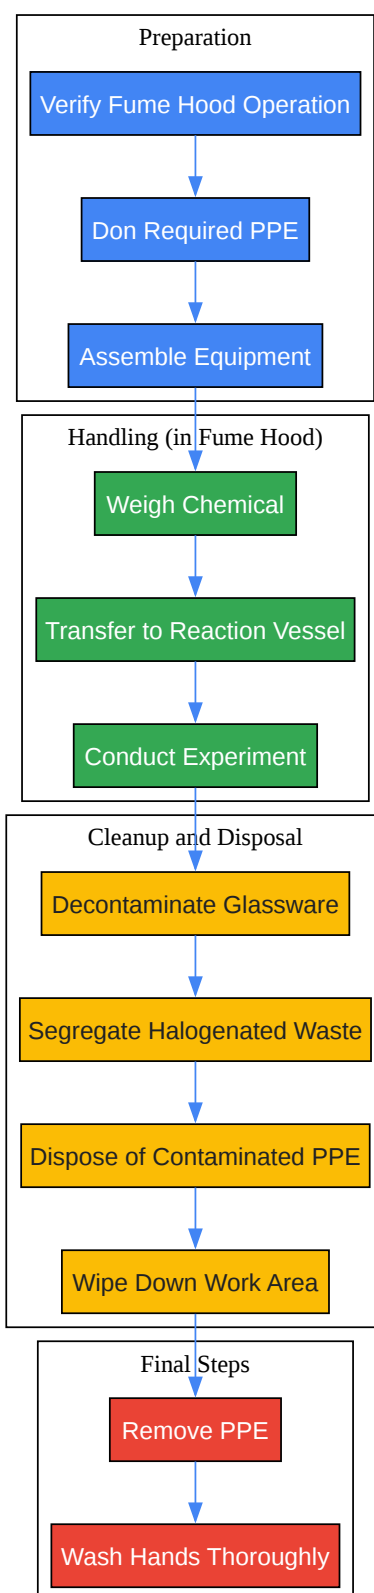 Preparation
Verify Fume Hood Operation
Don Required PPE
Assemble Equipment
Handling (in Fume Hood)
Weigh Chemical
Transfer to Reaction Vessel
Conduct Experiment
Cleanup and Disposal
Decontaminate Glassware
Segregate Halogenated Waste
Dispose of Contaminated PPE
Wipe Down Work Area
Final Steps
Remove PPE
Wash Hands Thoroughly